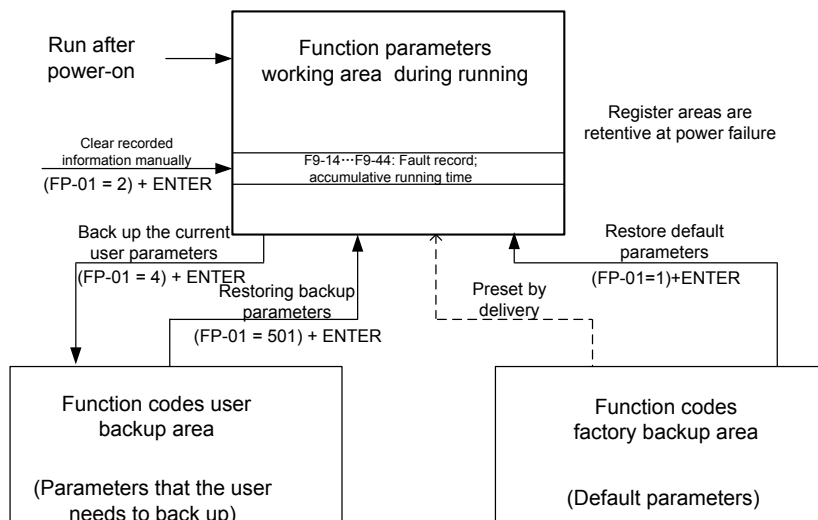 Function parameters
working area during running
Run after
power-on
Register areas are
retentive at power failure
Clear recorded
information manually
(FP-01 = 2) + ENTER
F9-14···F9-44: Fault record;
accumulative running time
Back up the current
user parameters
(FP-01 = 4) + ENTER
Restoring backup
parameters
(FP-01 = 501) + ENTER
Preset by
delivery
Restore default
parameters
(FP-01=1)+ENTER
Function codes user
backup area
(Parameters that the user
needs to back up)
Function codes
factory backup area
(Default parameters)